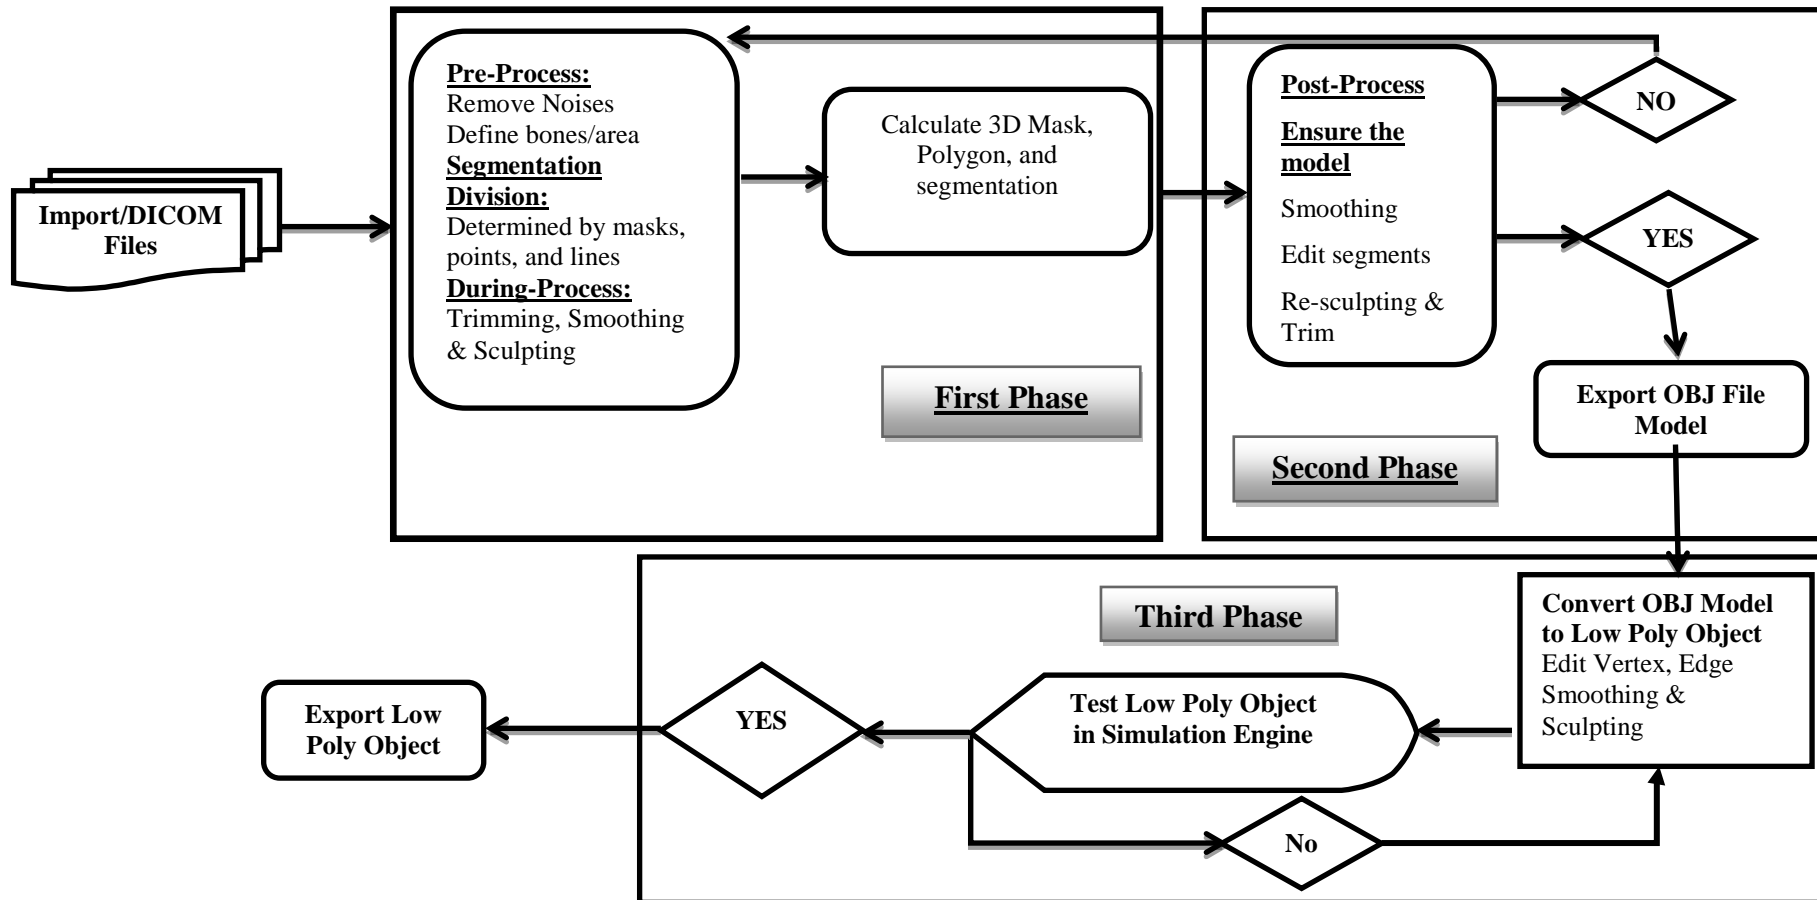 Import/DICOM
Files
Pre-Process:
Remove Noises
Define bones/area
Segmentation
Division:
Determined by masks,
points, and lines
During-Process:
Trimming, Smoothing
& Sculpting
Calculate 3D Mask,
Polygon, and
segmentation
First Phase
Post-Process
Ensure the
model
Smoothing
Edit segments
Re-sculpting &
Trim
NO
YES
Export OBJ File
Model
Second Phase
Third Phase
Convert OBJ Model
to Low Poly Object
Edit Vertex, Edge
Smoothing &
Sculpting
Test Low Poly Object
in Simulation Engine
YES
No
Export Low
Poly Object